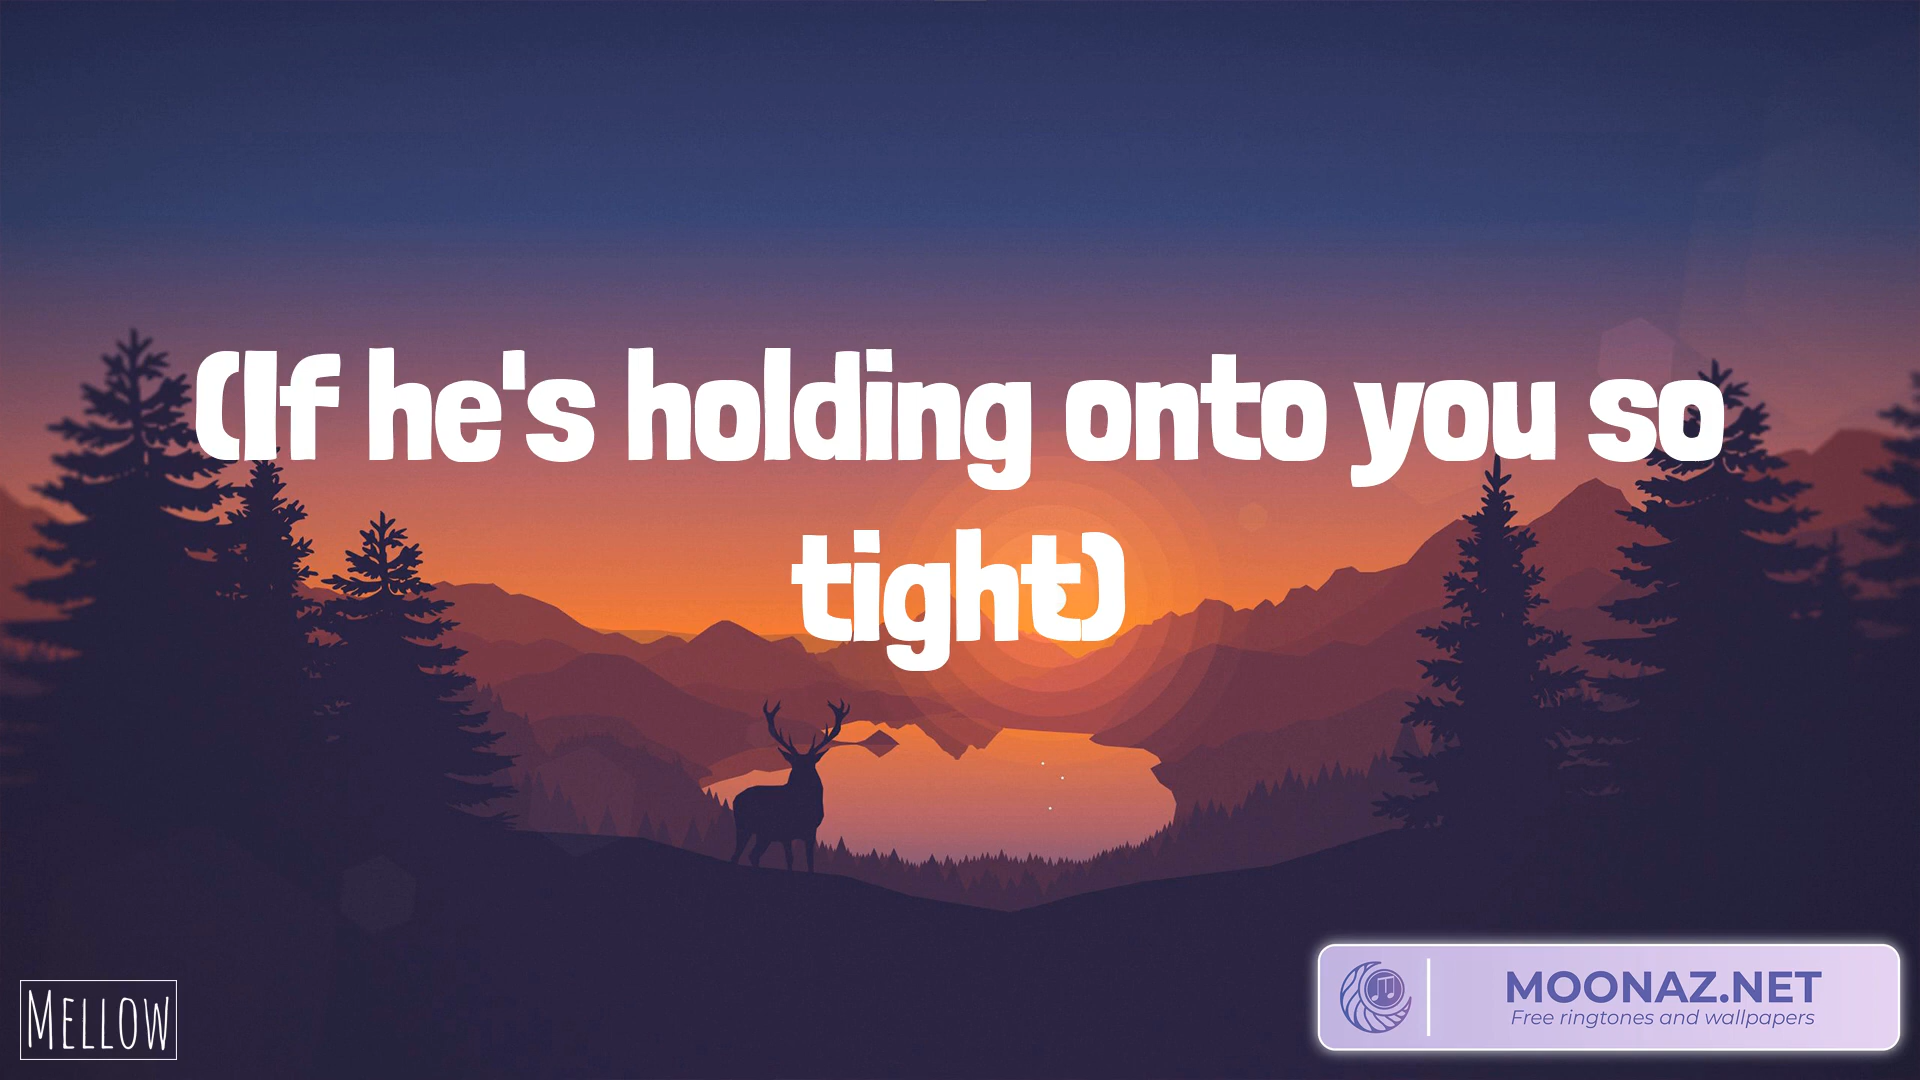 (If he's holding onto you so
tight)
MELLOW
MOONAZ.NET
Free ringtones and wallpapers